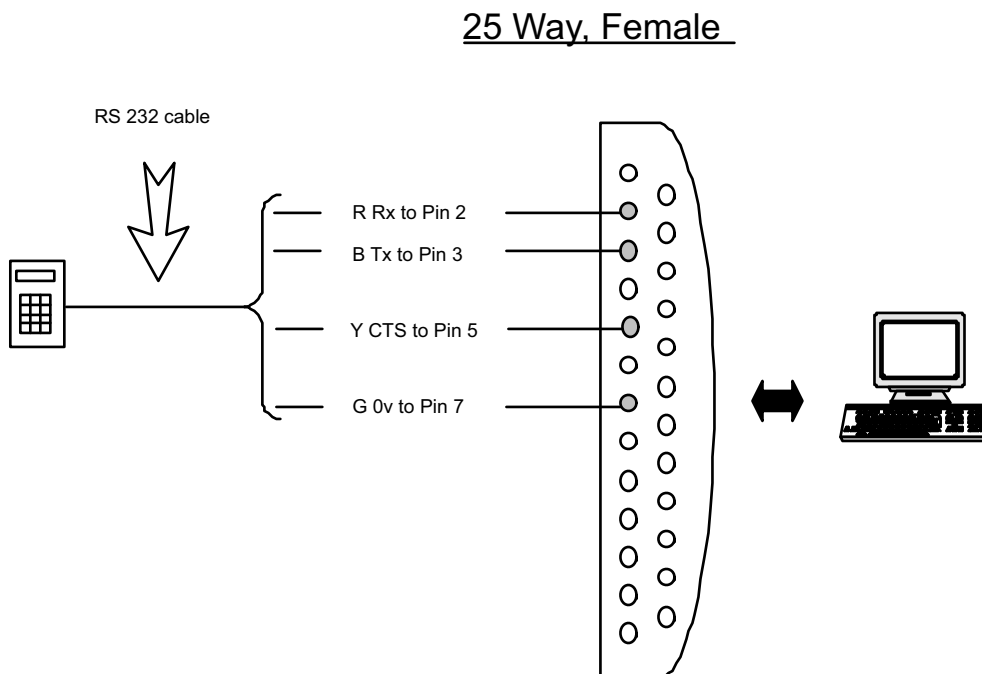 25 Way, Female
RS 232 cable
R Rx to Pin 2
B Tx to Pin 3
Y CTS to Pin 5
G 0v to Pin 7